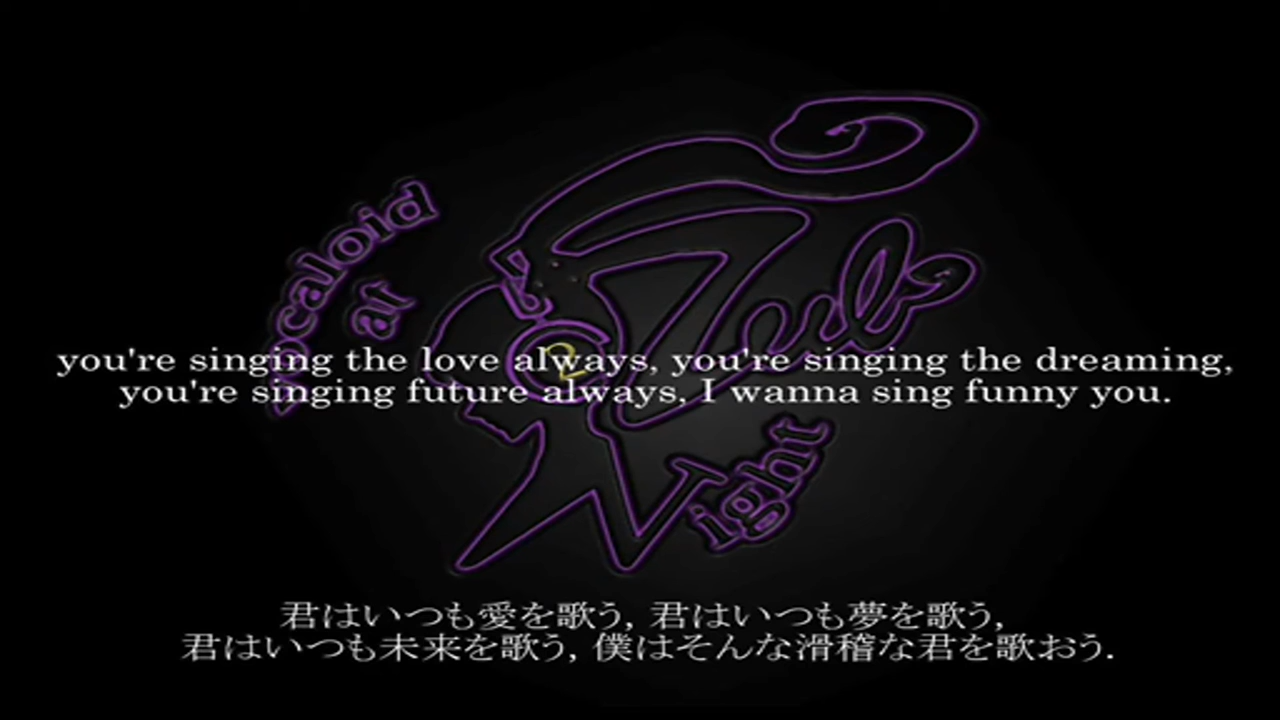 vocaloid
at
Zeub
you're singing the love always, you're singing the dreaming,
you're singing future always, I wanna sing funny you.
Night
君はいつも愛を歌う, 君はいつも夢を歌う,
君はいつも未来を歌う, 僕はそんな滑稽な君を歌おう.